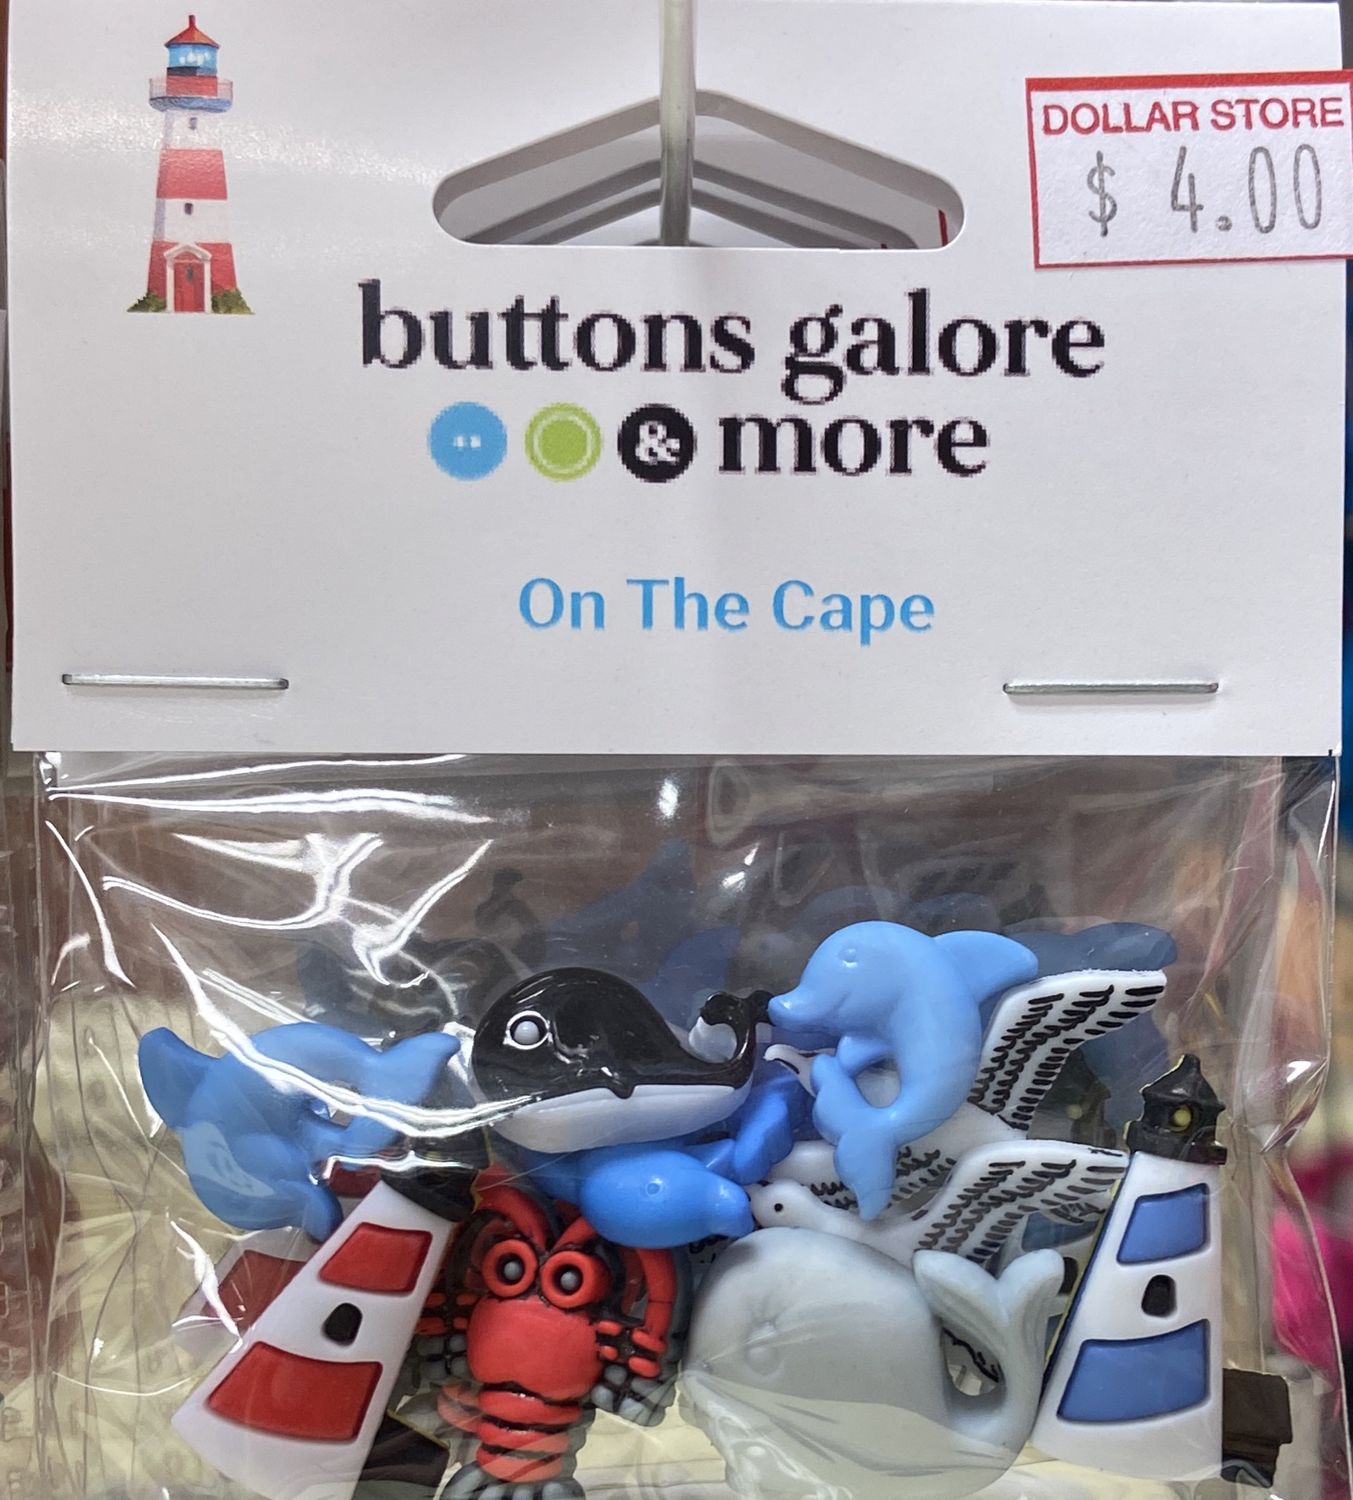 DOLLAR STORE
$ 4.00
buttons galore
& more
On The Cape